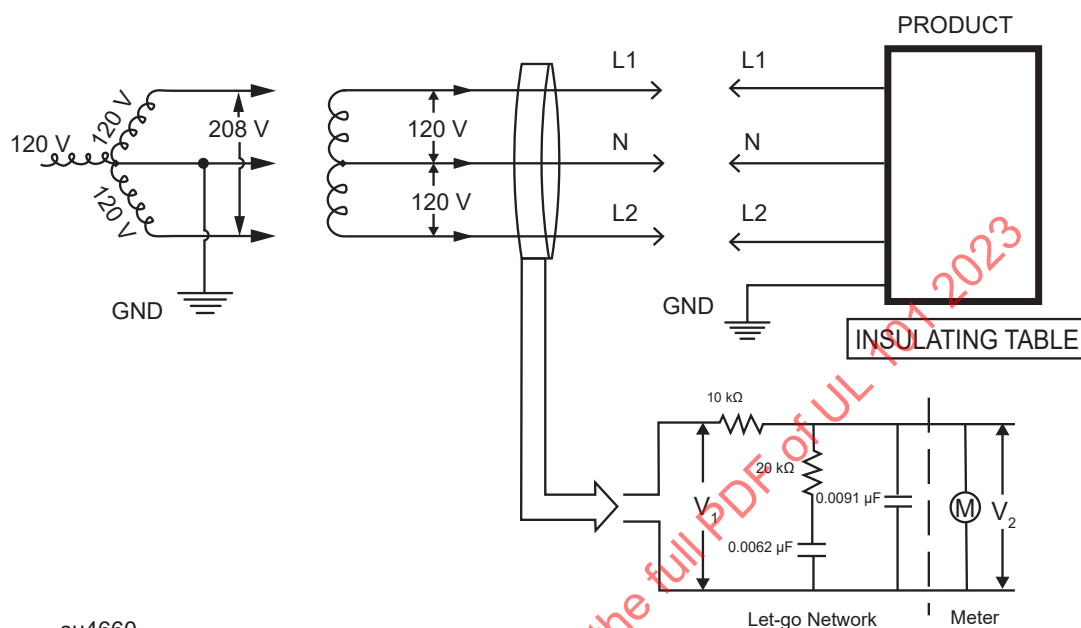 PRODUCT
L1
L1
120 V
120 V
208 V
120 V
120 V
N
N
120 V
120 V
L2
L2
GND
GND
INSULATING TABLE
10 kΩ
20 kΩ
0.0091 µF
V1
M
V2
0.0062 µF
Let-go Network
Meter
the full PDF of UL 101 2023